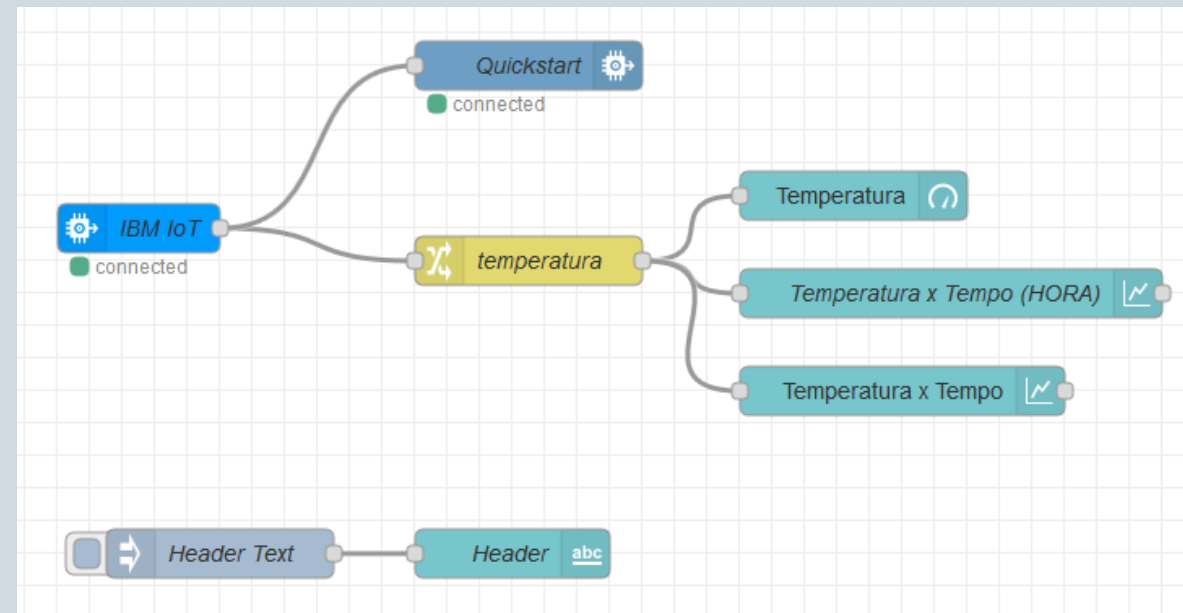 Quickstart
connected
IBM IoT
connected
temperatura
Temperatura
Temperatura x Tempo (HORA)
Temperatura x Tempo
Header Text
Header
abc